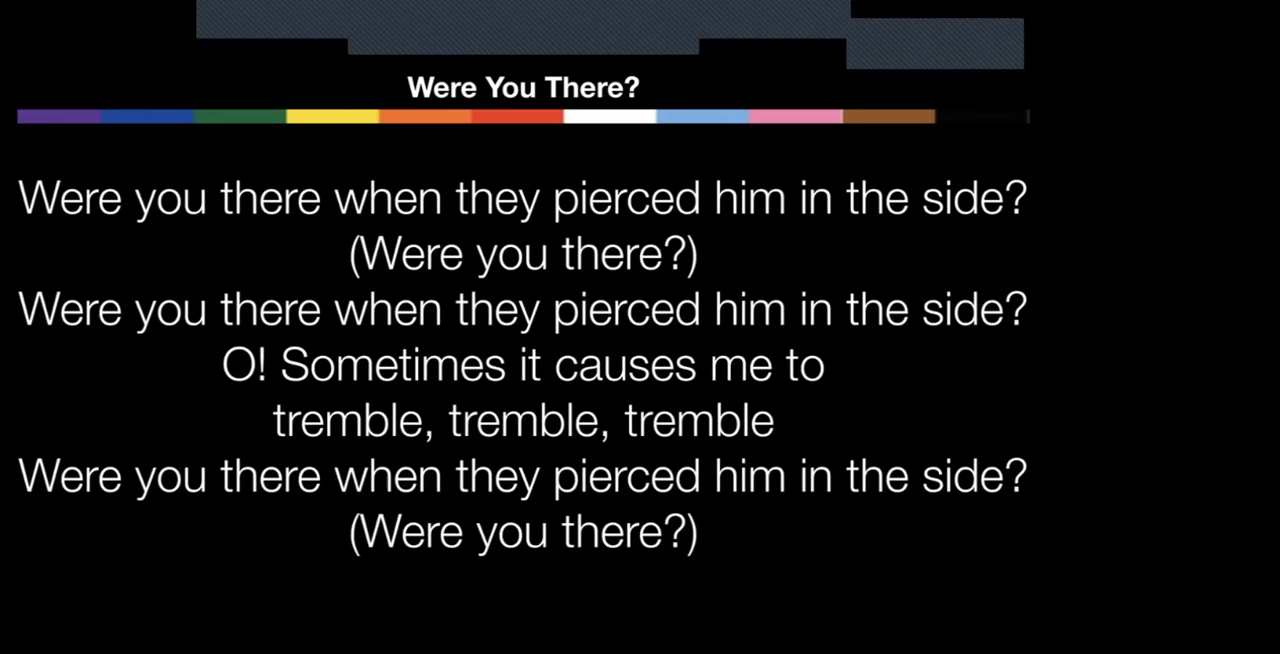 Were You There?
Were you there when they pierced him in the side?
(Were you there?)
Were you there when they pierced him in the side?
O! Sometimes it causes me to
tremble, tremble, tremble
Were you there when they pierced him in the side?
(Were you there?)